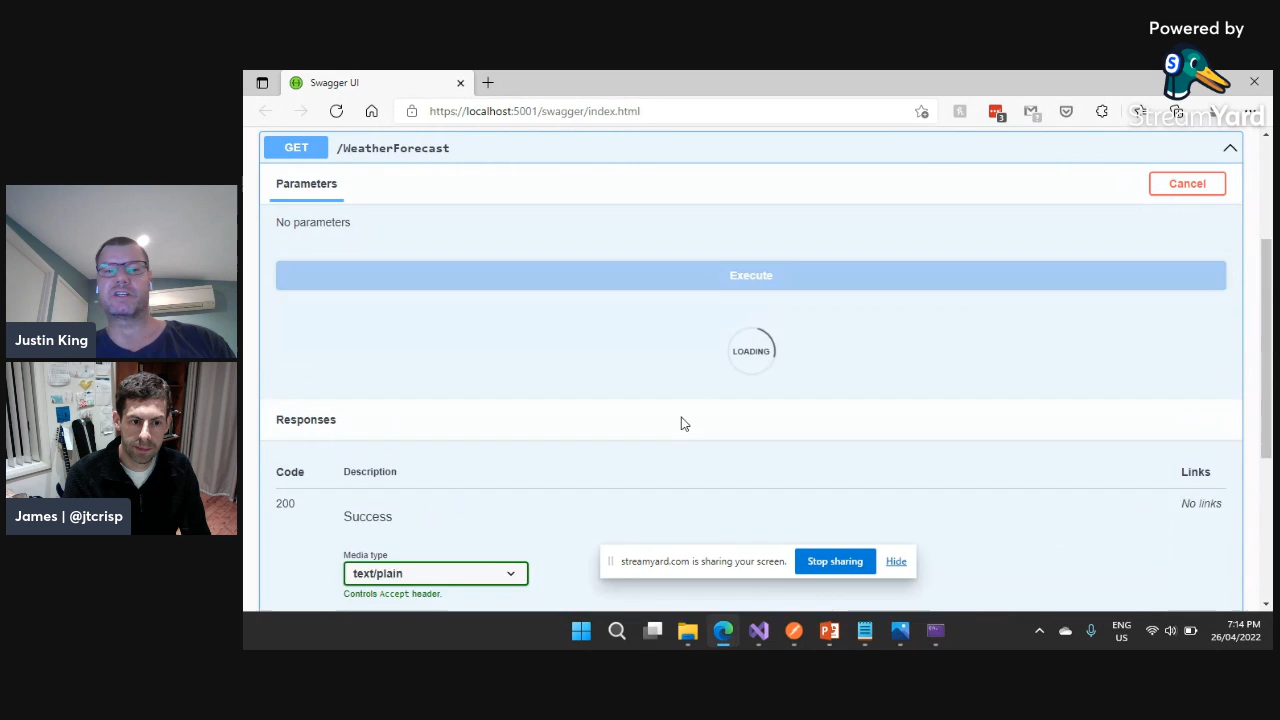 Powered by
StreamYard
Swagger UI
https://localhost:5001/swagger/index.html
3
GET /WeatherForecast
Parameters
Cancel
No parameters
Execute
LOADING
Responses
Code Description Links
200
Success
No links
Media type
text/plain
Controls Accept header.
streamyard.com is sharing your screen. Stop sharing Hide
ENG
US
7:14 PM
26/04/2022
Justin King
James | @jtcrisp